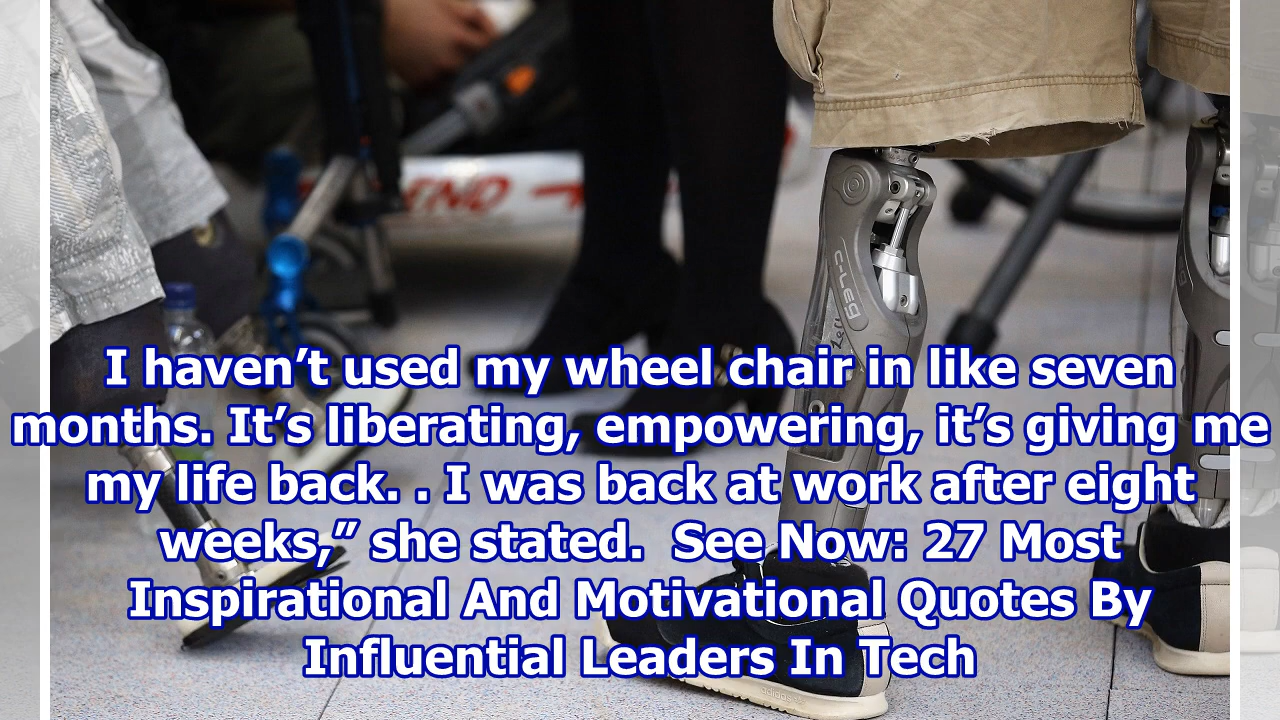 END
C-LEG
I haven’t used my wheel chair in like seven
months. It’s liberating, empowering, it’s giving me
my life back. . I was back at work after eight
weeks,” she stated.  See Now: 27 Most
Inspirational And Motivational Quotes By
Influential Leaders In Tech
adidas